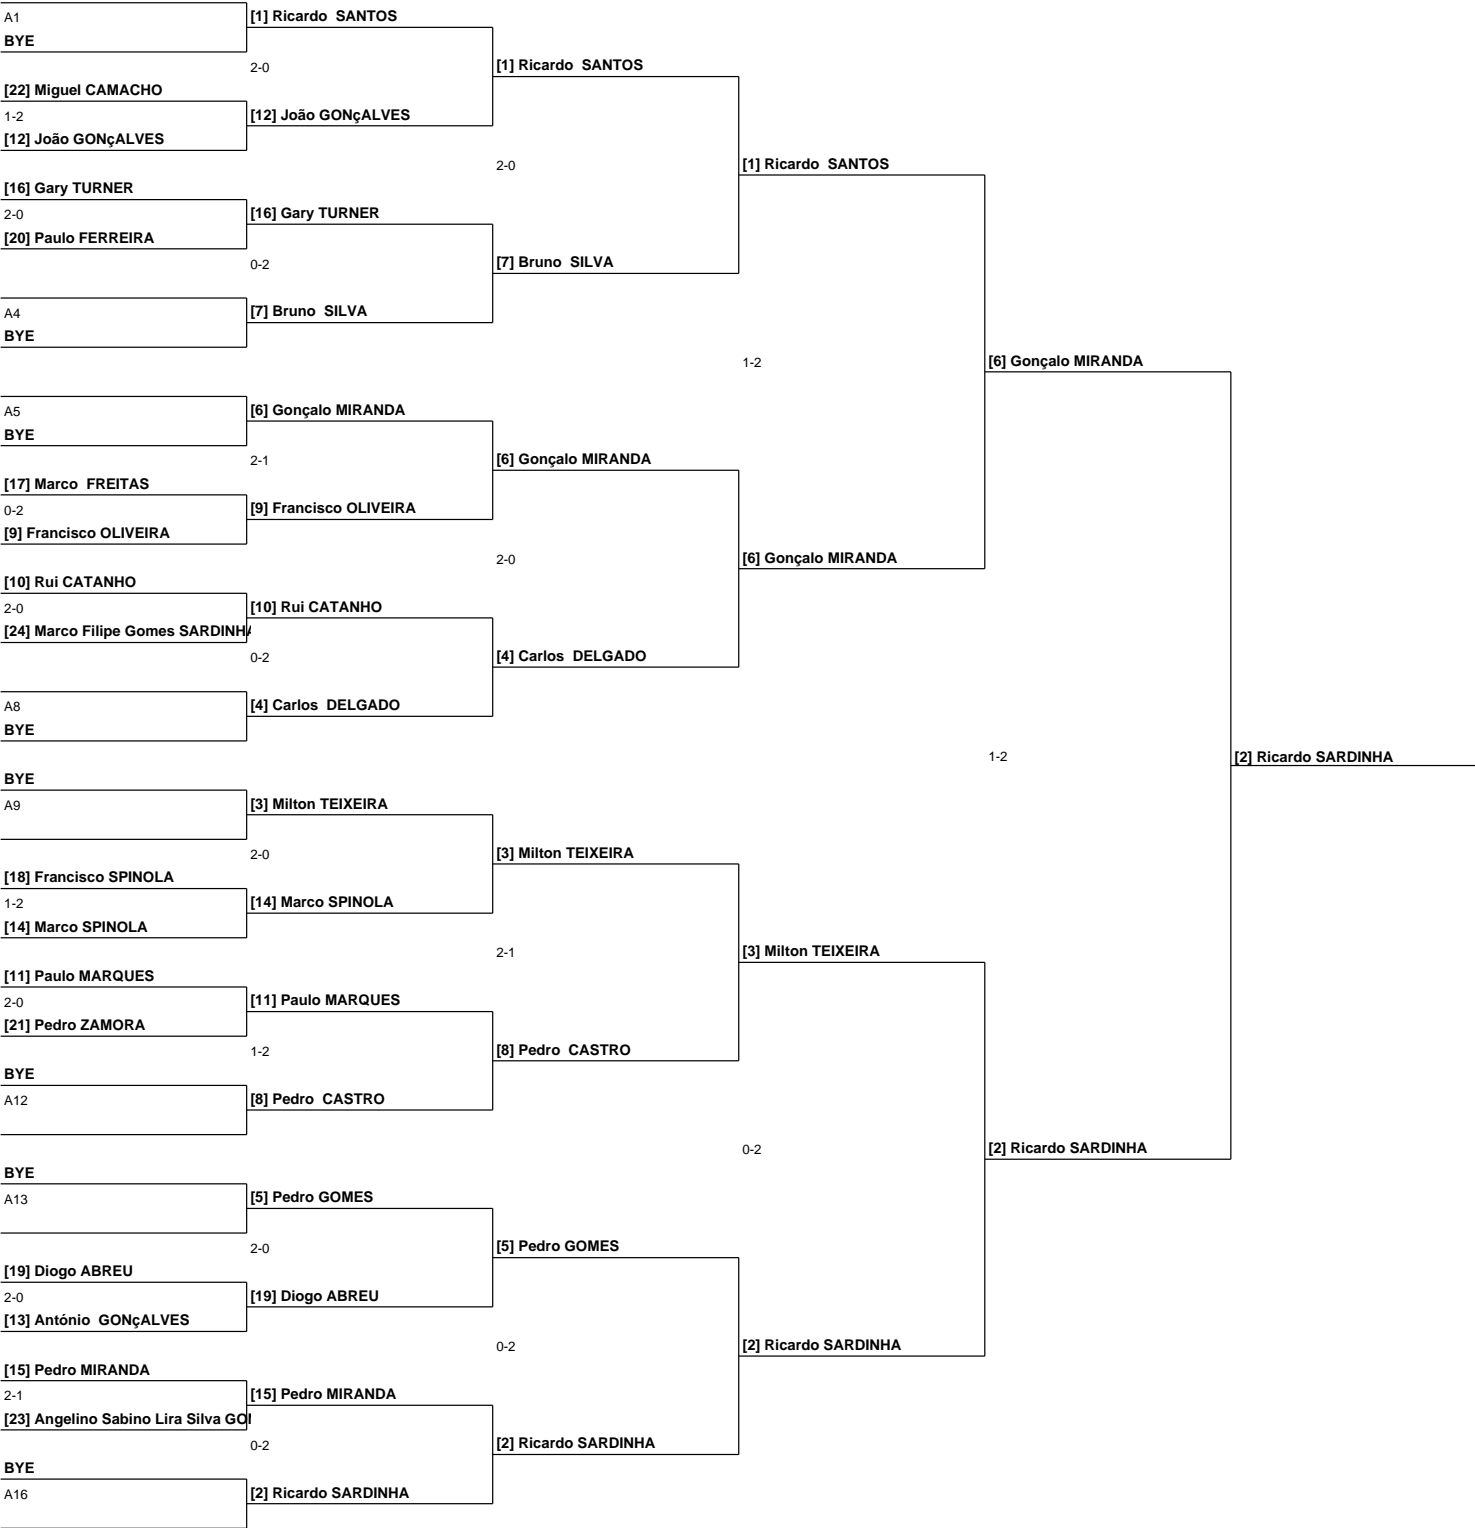 A1
BYE
[1] Ricardo SANTOS
2-0
[22] Miguel CAMACHO
1-2
[12] João GONçALVES
[12] João GONçALVES
[1] Ricardo SANTOS
2-0
[16] Gary TURNER
2-0
[20] Paulo FERREIRA
[16] Gary TURNER
0-2
A4
BYE
[7] Bruno SILVA
[7] Bruno SILVA
[1] Ricardo SANTOS
1-2
A5
BYE
[6] Gonçalo MIRANDA
2-1
[17] Marco FREITAS
0-2
[9] Francisco OLIVEIRA
[9] Francisco OLIVEIRA
[6] Gonçalo MIRANDA
2-0
[10] Rui CATANHO
2-0
[24] Marco Filipe Gomes SARDINHA
[10] Rui CATANHO
0-2
A8
BYE
[4] Carlos DELGADO
[4] Carlos DELGADO
[6] Gonçalo MIRANDA
[6] Gonçalo MIRANDA
1-2
BYE
A9
[3] Milton TEIXEIRA
2-0
[18] Francisco SPINOLA
1-2
[14] Marco SPINOLA
[14] Marco SPINOLA
[3] Milton TEIXEIRA
2-1
[11] Paulo MARQUES
2-0
[21] Pedro ZAMORA
[11] Paulo MARQUES
1-2
BYE
A12
[8] Pedro CASTRO
[8] Pedro CASTRO
[3] Milton TEIXEIRA
0-2
BYE
A13
[5] Pedro GOMES
2-0
[19] Diogo ABREU
2-0
[13] António GONçALVES
[19] Diogo ABREU
[5] Pedro GOMES
0-2
[15] Pedro MIRANDA
2-1
[23] Angelino Sabino Lira Silva
[15] Pedro MIRANDA
0-2
BYE
A16
[2] Ricardo SARDINHA
[2] Ricardo SARDINHA
[2] Ricardo SARDINHA
[2] Ricardo SARDINHA
[2] Ricardo SARDINHA